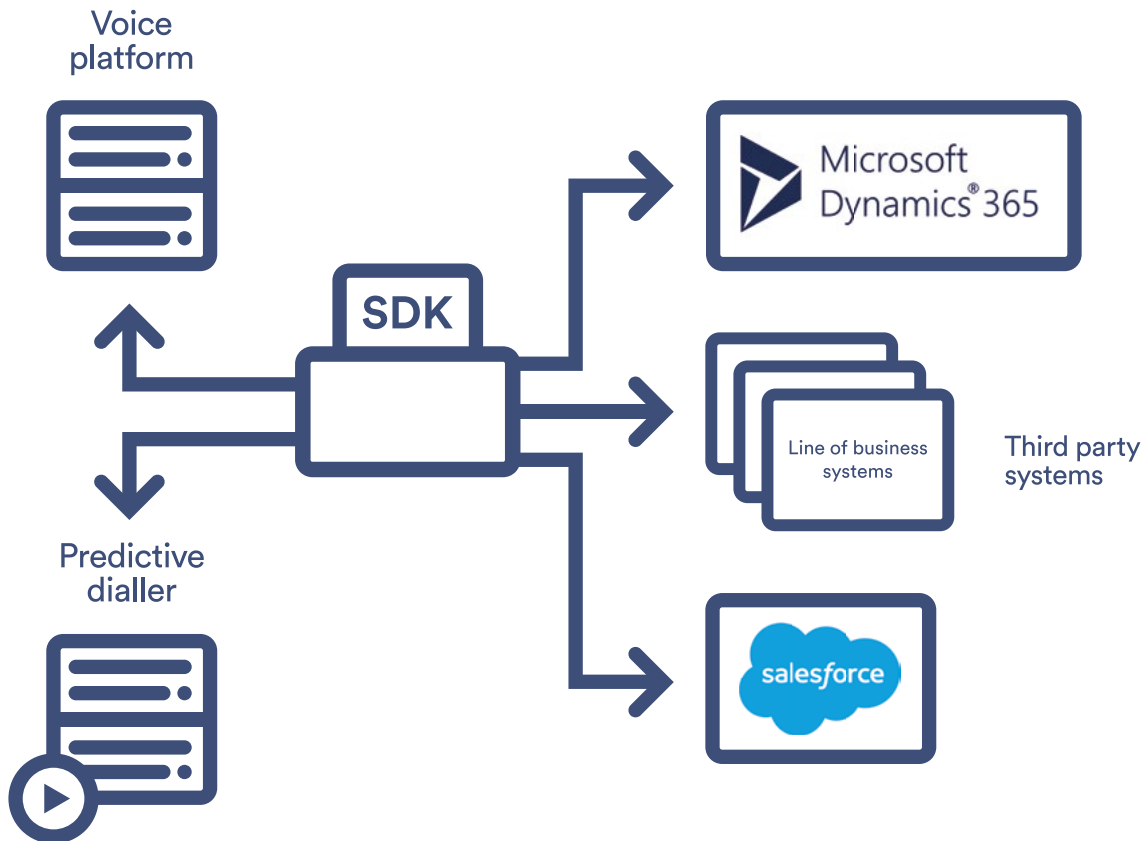 Voice
platform
Microsoft
Dynamics® 365
SDK
Line of business
systems
Third party
systems
Predictive
dialler
salesforce